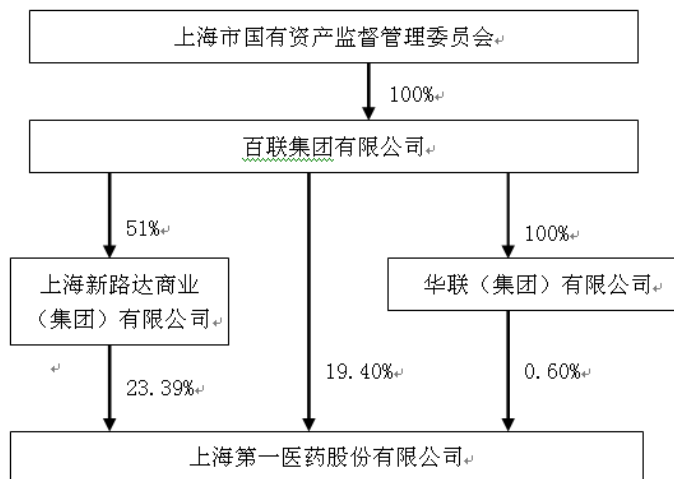 上海市国有资产监督管理委员会
100%
百联集团有限公司
51%
100%
上海新路达商业
（集团）有限公司
华联（集团）有限公司
23.39%
19.40%
0.60%
上海第一医药股份有限公司